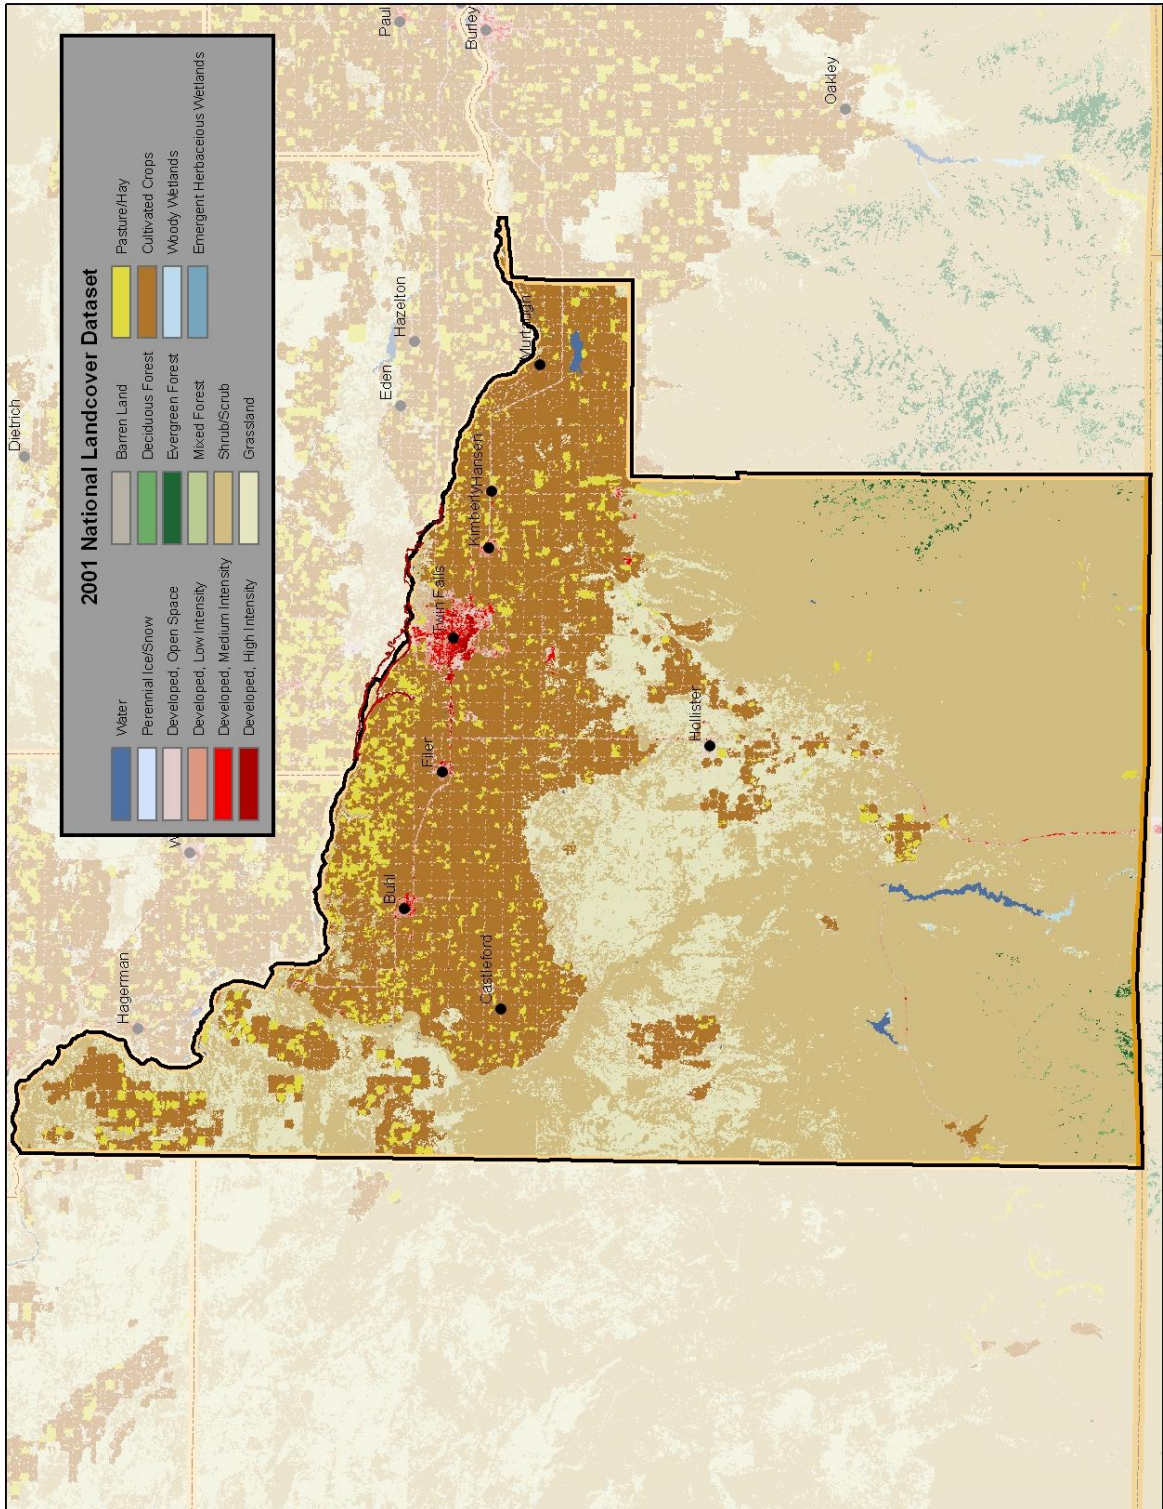 2001 National Landcover Dataset
Water
Perennial Ice/Snow
Developed, Open Space
Developed, Low Intensity
Developed, Medium Intensity
Developed, High Intensity
Barren Land
Deciduous Forest
Evergreen Forest
Mixed Forest
Shrub/Scrub
Grassland
Pasture/Hay
Cultivated Crops
Woody Wetlands
Emergent Herbaceious Wetlands
Dietrich
Paul
Burley
W
Hagerman
Eden
Hazelton
Murtaugh
Buhl
Filer
Twin Falls
Kimberly
Hansen
Castleford
Hollister
Oakley